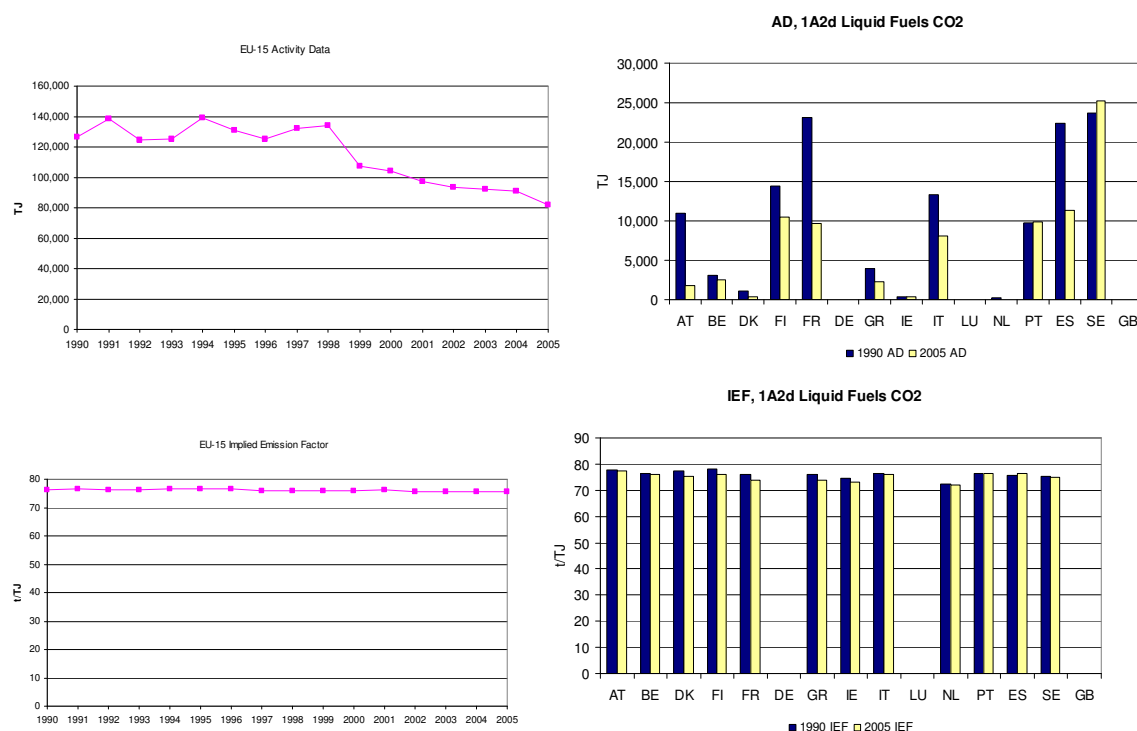 EU-15 Activity Data
160,000
140,000
120,000
100,000
80,000
60,000
40,000
20,000
0
TJ
1990 1991 1992 1993 1994 1995 1996 1997 1998 1999 2000 2001 2002 2003 2004 2005
AD, 1A2d Liquid Fuels CO2
30,000
25,000
20,000
15,000
10,000
5,000
0
TJ
AT BE DK FI FR DE GR IE IT LU NL PT ES SE GB
1990 AD 2005 AD
EU-15 Implied Emission Factor
80
70
60
50
40
30
20
10
0
t/TJ
1990 1991 1992 1993 1994 1995 1996 1997 1998 1999 2000 2001 2002 2003 2004 2005
IEF, 1A2d Liquid Fuels CO2
90
80
70
60
50
40
30
20
10
0
t/TJ
AT BE DK FI FR DE GR IE IT LU NL PT ES SE GB
1990 IEF 2005 IEF